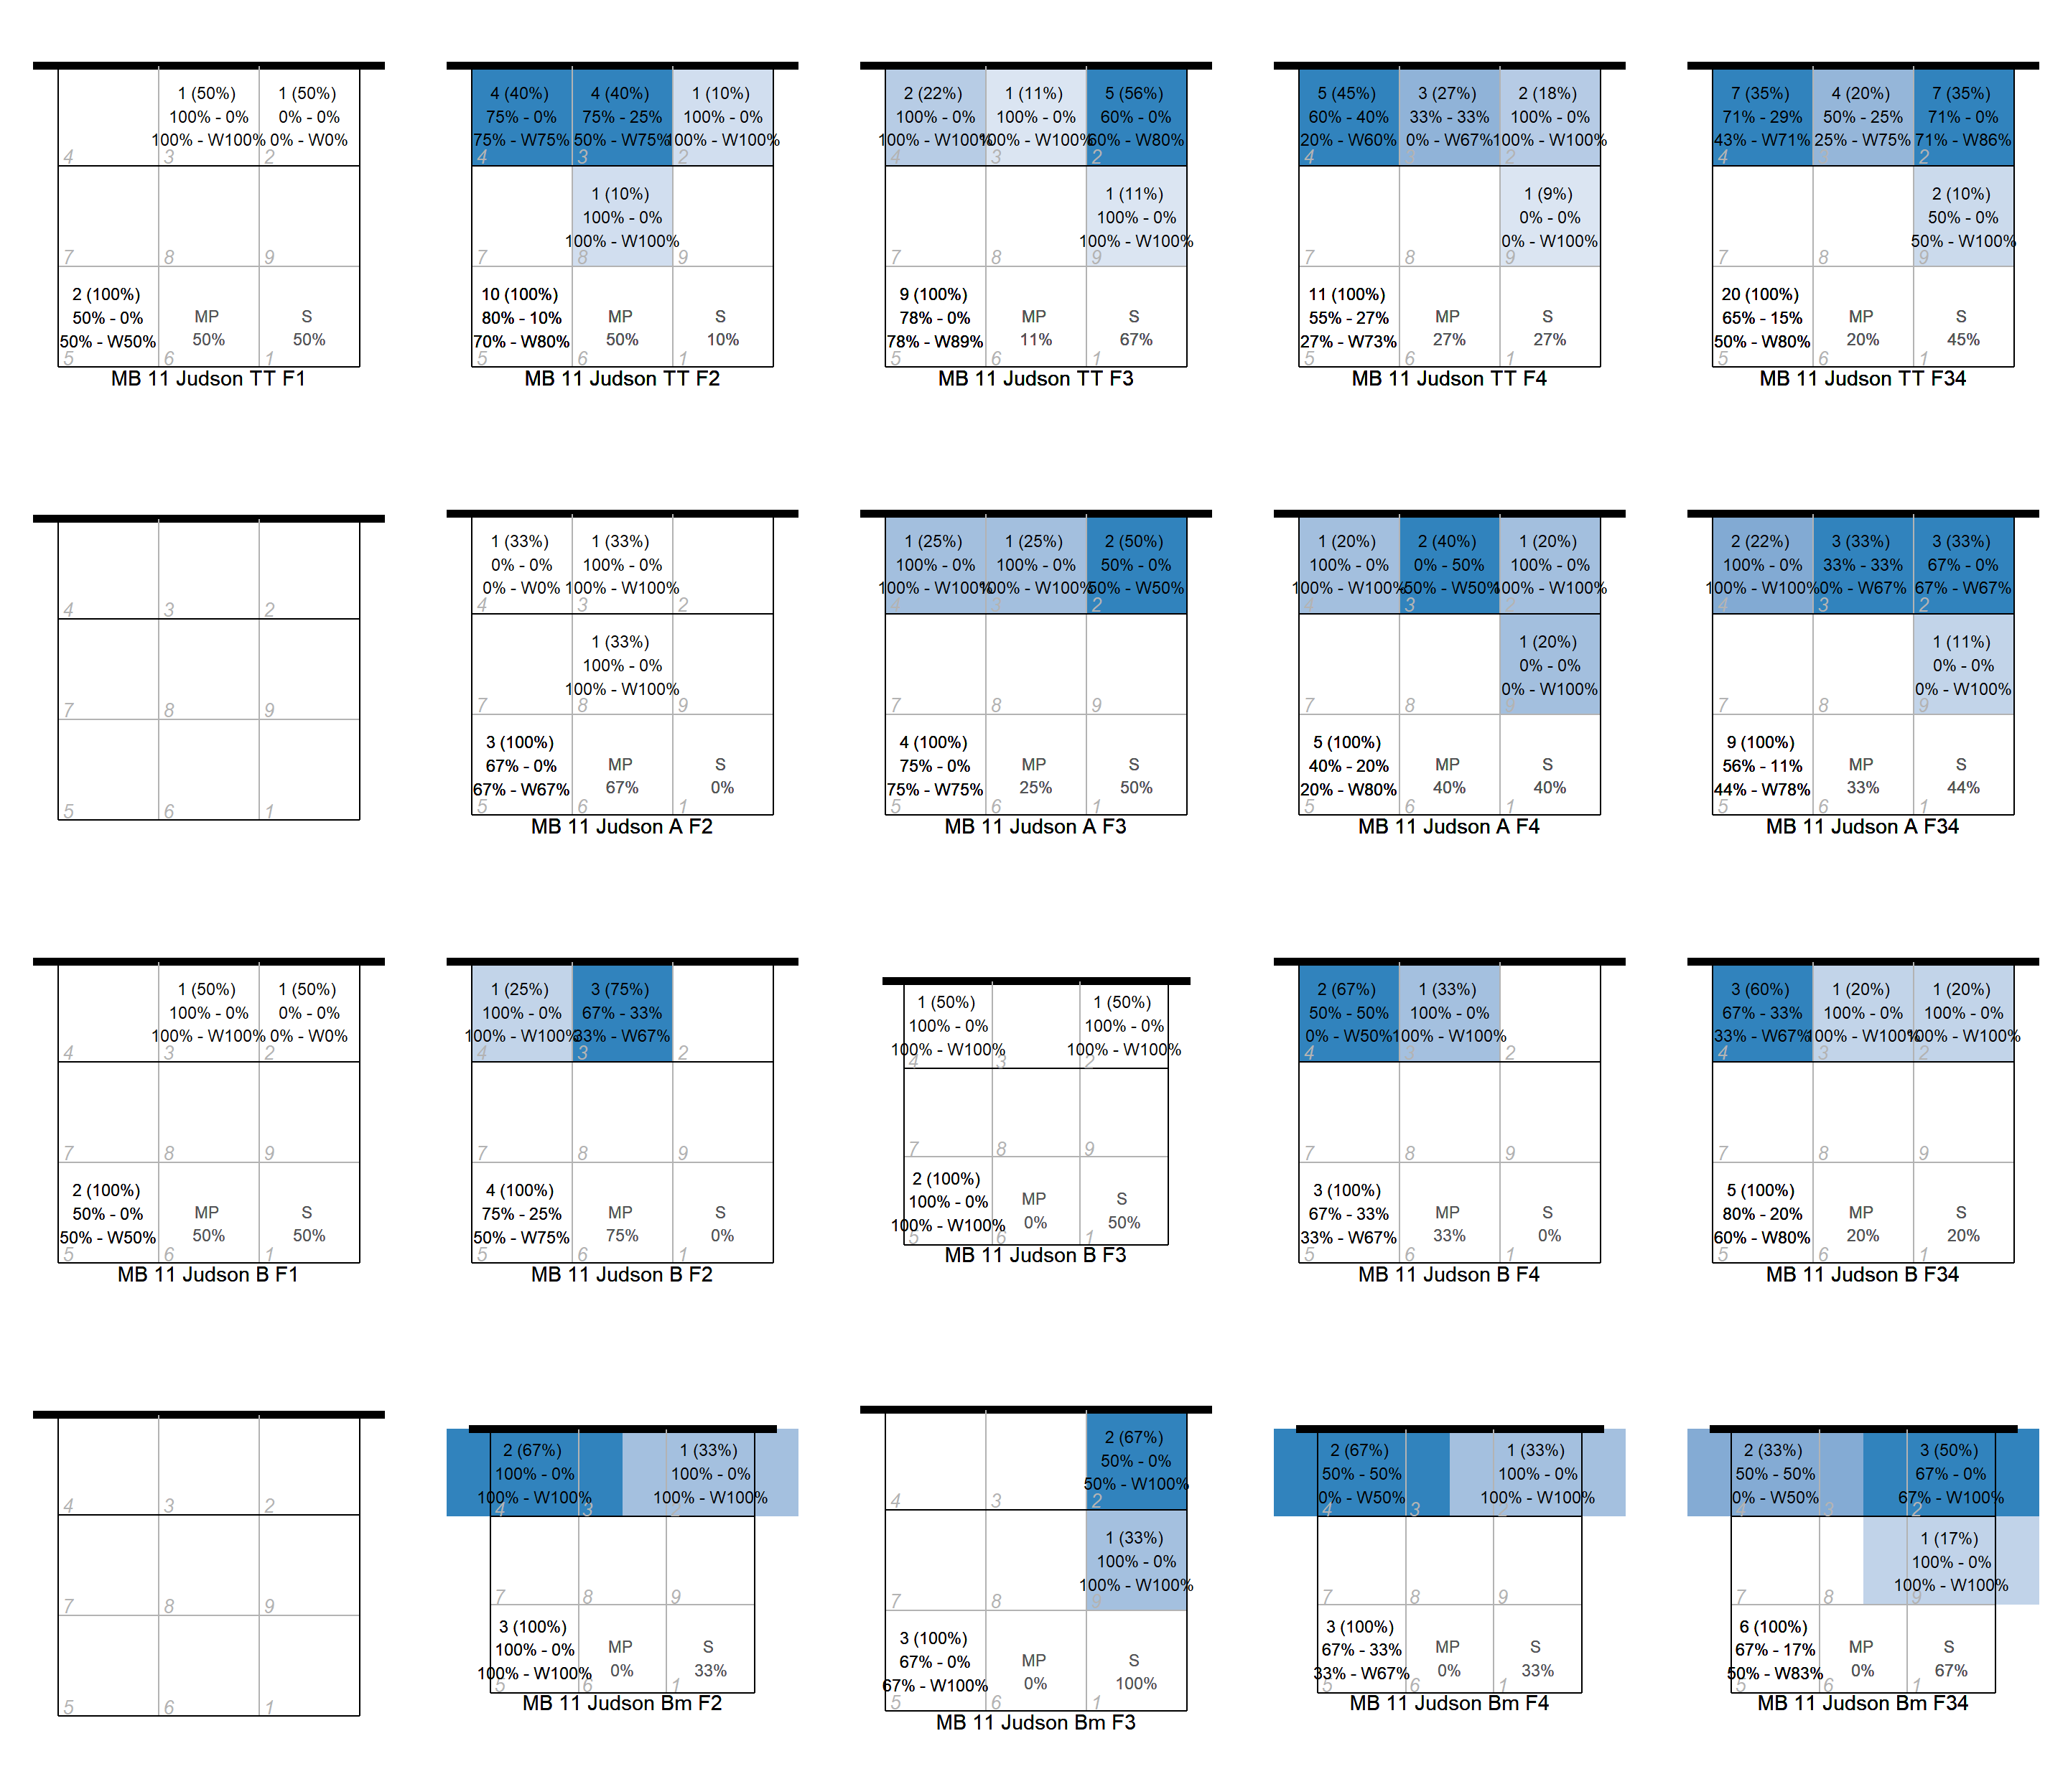 1 (50%)
100% - 0%
100% - W100%
1 (50%)
0% - 0%
0% - W0%
4
3
2
7
8
9
2 (100%)
50% - 0%
50% - W50%
MP
50%
S
50%
5
6
1
MB 11 Judson TT F1
4 (40%)
75% - 0%
75% - W75%
4 (40%)
75% - 25%
50% - W75%
1 (10%)
100% - 0%
100% - W100%
4
3
2
1 (10%)
100% - 0%
100% - W100%
7
8
9
10 (100%)
80% - 10%
70% - W80%
MP
50%
S
10%
5
6
1
MB 11 Judson TT F2
2 (22%)
100% - 0%
100% - W100%
1 (11%)
100% - 0%
100% - W100%
5 (56%)
60% - 0%
60% - W80%
4
3
2
1 (11%)
100% - 0%
100% - W100%
7
8
9
9 (100%)
78% - 0%
78% - W89%
MP
11%
S
67%
5
6
1
MB 11 Judson TT F3
5 (45%)
60% - 40%
20% - W60%
3 (27%)
33% - 33%
0% - W67%
2 (18%)
100% - 0%
100% - W100%
4
3
2
1 (9%)
0% - 0%
0% - W100%
7
8
9
11 (100%)
55% - 27%
27% - W73%
MP
27%
S
27%
5
6
1
MB 11 Judson TT F4
7 (35%)
71% - 29%
43% - W71%
4 (20%)
50% - 25%
25% - W75%
7 (35%)
71% - 0%
71% - W86%
4
3
2
2 (10%)
50% - 0%
50% - W100%
7
8
9
20 (100%)
65% - 15%
50% - W80%
MP
20%
S
45%
5
6
1
MB 11 Judson TT F34
4
3
2
7
8
9
5
6
1
1 (33%)
0% - 0%
0% - W0%
1 (33%)
100% - 0%
100% - W100%
4
3
2
1 (33%)
100% - 0%
100% - W100%
7
8
9
3 (100%)
67% - 0%
67% - W67%
MP
67%
S
0%
5
6
1
MB 11 Judson A F2
1 (25%)
100% - 0%
100% - W100%
1 (25%)
100% - 0%
100% - W100%
2 (50%)
50% - 0%
50% - W50%
4
3
2
7
8
9
4 (100%)
75% - 0%
75% - W75%
MP
25%
S
50%
5
6
1
MB 11 Judson A F3
1 (20%)
100% - 0%
100% - W100%
2 (40%)
0% - 50%
-50% - W50%
1 (20%)
100% - 0%
100% - W100%
4
3
2
1 (20%)
0% - 0%
0% - W100%
7
8
9
5 (100%)
40% - 20%
20% - W80%
MP
40%
S
40%
5
6
1
MB 11 Judson A F4
2 (22%)
100% - 0%
100% - W100%
3 (33%)
33% - 33%
0% - W67%
3 (33%)
67% - 0%
67% - W67%
4
3
2
1 (11%)
0% - 0%
0% - W100%
7
8
9
9 (100%)
56% - 11%
44% - W78%
MP
33%
S
44%
5
6
1
MB 11 Judson A F34
1 (50%)
100% - 0%
100% - W100%
1 (50%)
0% - 0%
0% - W0%
4
3
2
7
8
9
2 (100%)
50% - 0%
50% - W50%
MP
50%
S
50%
5
6
1
MB 11 Judson B F1
1 (25%)
100% - 0%
100% - W100%
3 (75%)
67% - 33%
33% - W67%
4
3
2
7
8
9
4 (100%)
75% - 25%
50% - W75%
MP
75%
S
0%
5
6
1
MB 11 Judson B F2
1 (50%)
100% - 0%
100% - W100%
1 (50%)
100% - 0%
100% - W100%
4
3
2
7
8
9
2 (100%)
100% - 0%
100% - W100%
MP
0%
S
50%
5
6
1
MB 11 Judson B F3
2 (67%)
50% - 50%
0% - W50%
1 (33%)
100% - 0%
100% - W100%
4
3
2
7
8
9
3 (100%)
67% - 33%
33% - W67%
MP
33%
S
0%
5
6
1
MB 11 Judson B F4
3 (60%)
67% - 33%
33% - W67%
1 (20%)
100% - 0%
100% - W100%
1 (20%)
100% - 0%
100% - W100%
4
3
2
7
8
9
5 (100%)
80% - 20%
60% - W80%
MP
20%
S
20%
5
6
1
MB 11 Judson B F34
4
3
2
7
8
9
5
6
1
2 (67%)
100% - 0%
100% - W100%
1 (33%)
100% - 0%
100% - W100%
4
3
2
7
8
9
3 (100%)
100% - 0%
100% - W100%
MP
0%
S
33%
5
6
1
MB 11 Judson Bm F2
2 (67%)
50% - 0%
50% - W100%
4
3
2
1 (33%)
100% - 0%
100% - W100%
7
8
9
3 (100%)
67% - 0%
67% - W100%
MP
0%
S
100%
5
6
1
MB 11 Judson Bm F3
2 (67%)
50% - 50%
0% - W50%
1 (33%)
100% - 0%
100% - W100%
4
3
2
7
8
9
3 (100%)
67% - 33%
33% - W67%
MP
0%
S
33%
5
6
1
MB 11 Judson Bm F4
2 (33%)
50% - 50%
0% - W50%
3 (50%)
67% - 0%
67% - W100%
4
3
2
1 (17%)
100% - 0%
100% - W100%
7
8
9
6 (100%)
67% - 17%
50% - W83%
MP
0%
S
67%
5
6
1
MB 11 Judson Bm F34